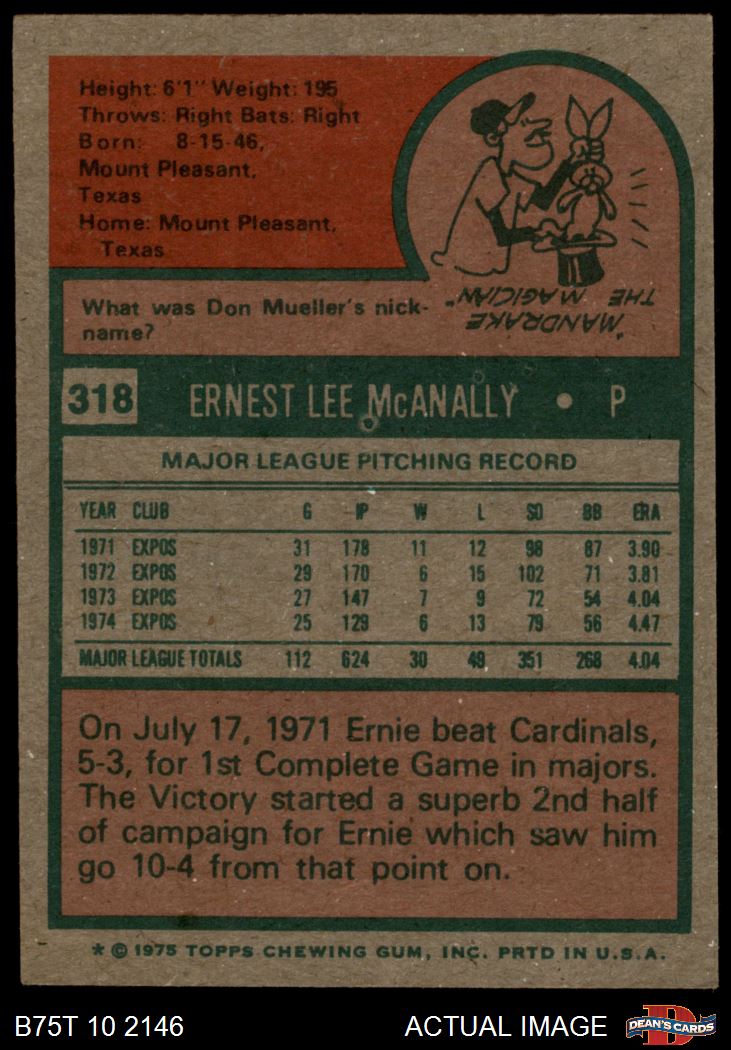 Height: 6'1" Weight: 195
Throws: Right Bats: Right
Born: 8-15-46,
Mount Pleasant,
Texas
Home: Mount Pleasant,
Texas
What was Don Mueller's nick-
name?
"MANDRAKE
THE MAGICIAN"
318 ERNEST LEE McANALLY • P
MAJOR LEAGUE PITCHING RECORD
YEAR CLUB G IP W L SO BB ERA
1971 EXPOS 31 178 11 12 98 87 3.90
1972 EXPOS 29 170 6 15 102 71 3.81
1973 EXPOS 27 147 7 9 72 54 4.04
1974 EXPOS 25 129 6 13 79 56 4.47
MAJOR LEAGUE TOTALS 112 624 30 49 351 268 4.04
On July 17, 1971 Ernie beat Cardinals,
5-3, for 1st Complete Game in majors.
The Victory started a superb 2nd half
of campaign for Ernie which saw him
go 10-4 from that point on.
* © 1975 TOPPS CHEWING GUM, INC. PRTD IN U.S.A.
B75T 10 2146 ACTUAL IMAGE D DEAN'S CARDS